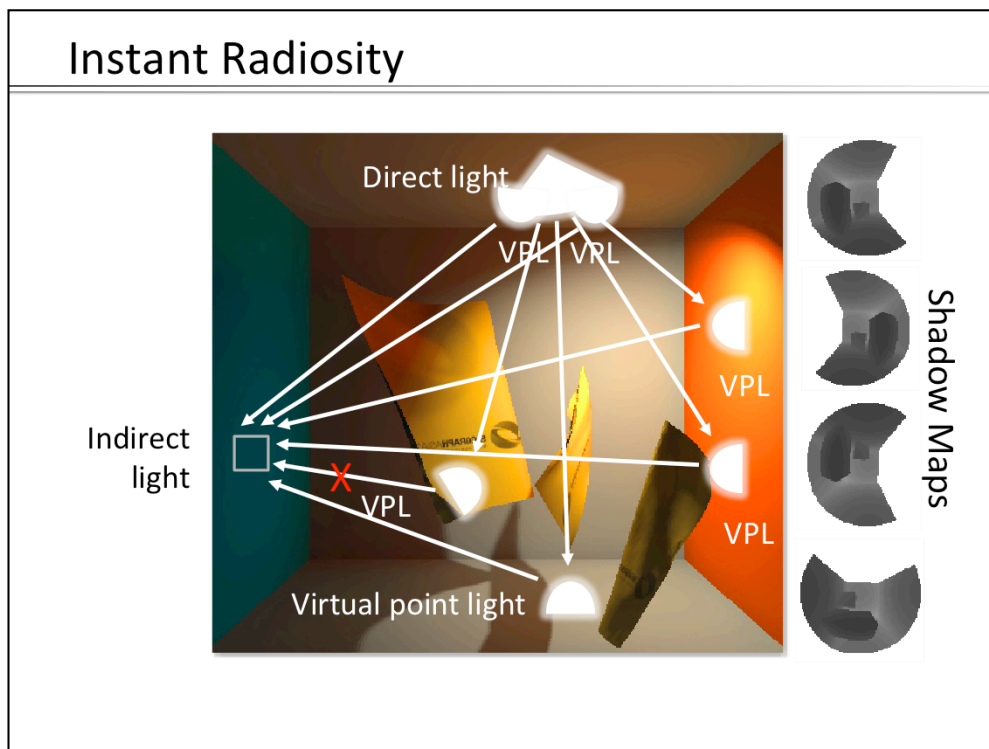 Instant Radiosity
Direct light
VPL
VPL
VPL
Indirect
light
X
VPL
VPL
Virtual point light
Shadow Maps